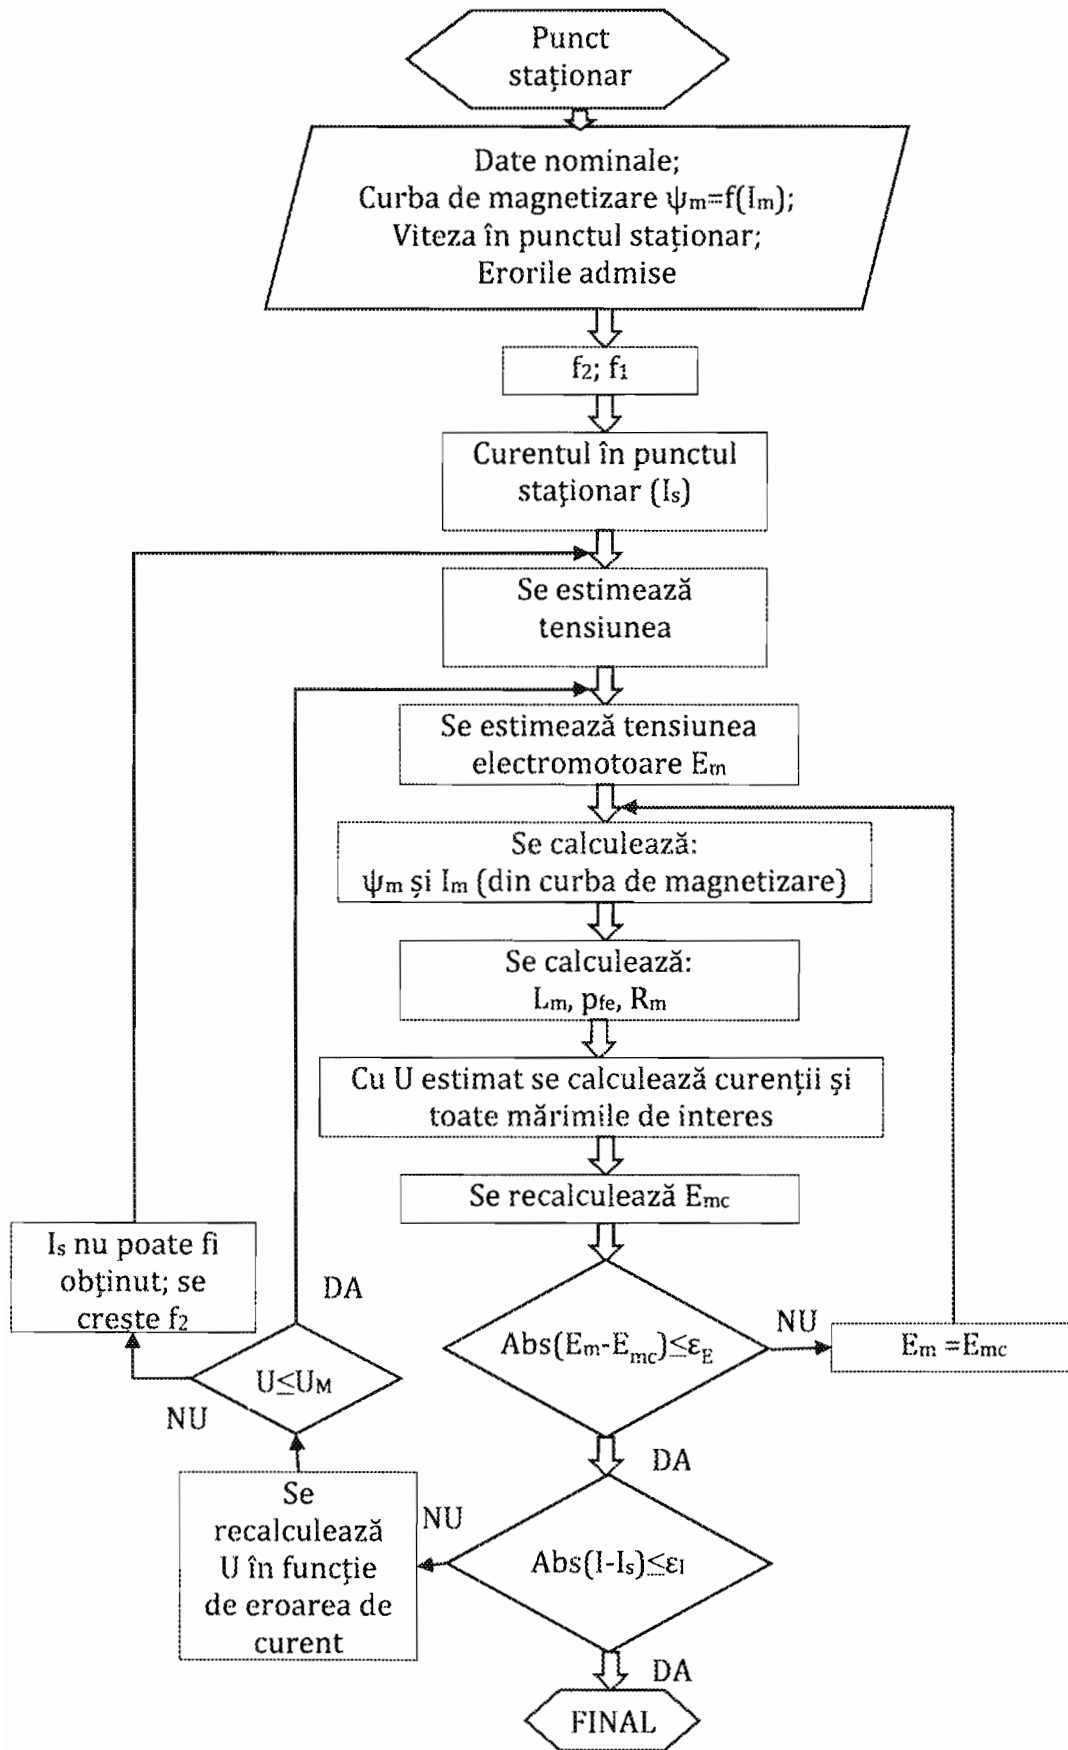 Punct
staționar
Date nominale;
Curba de magnetizare ψm=f(Im);
Viteza în punctul staționar;
Erorile admise
f2; f1
Curentul în punctul
staționar (Is)
Se estimează
tensiunea
Se estimează tensiunea
electromotoare Em
Se calculează:
ψm și Im (din curba de magnetizare)
Se calculează:
Lm, pfe, Rm
Cu U estimat se calculează curenții și
toate mărimile de interes
Se recalculează Emc
Is nu poate fi
obținut; se
crește f2
DA
U≤UM
NU
Abs(Em-Emc)≤εE
NU
Em =Emc
DA
Se
recalculează
U în funcție
de eroarea de
curent
NU
Abs(I-Is)≤εI
DA
FINAL